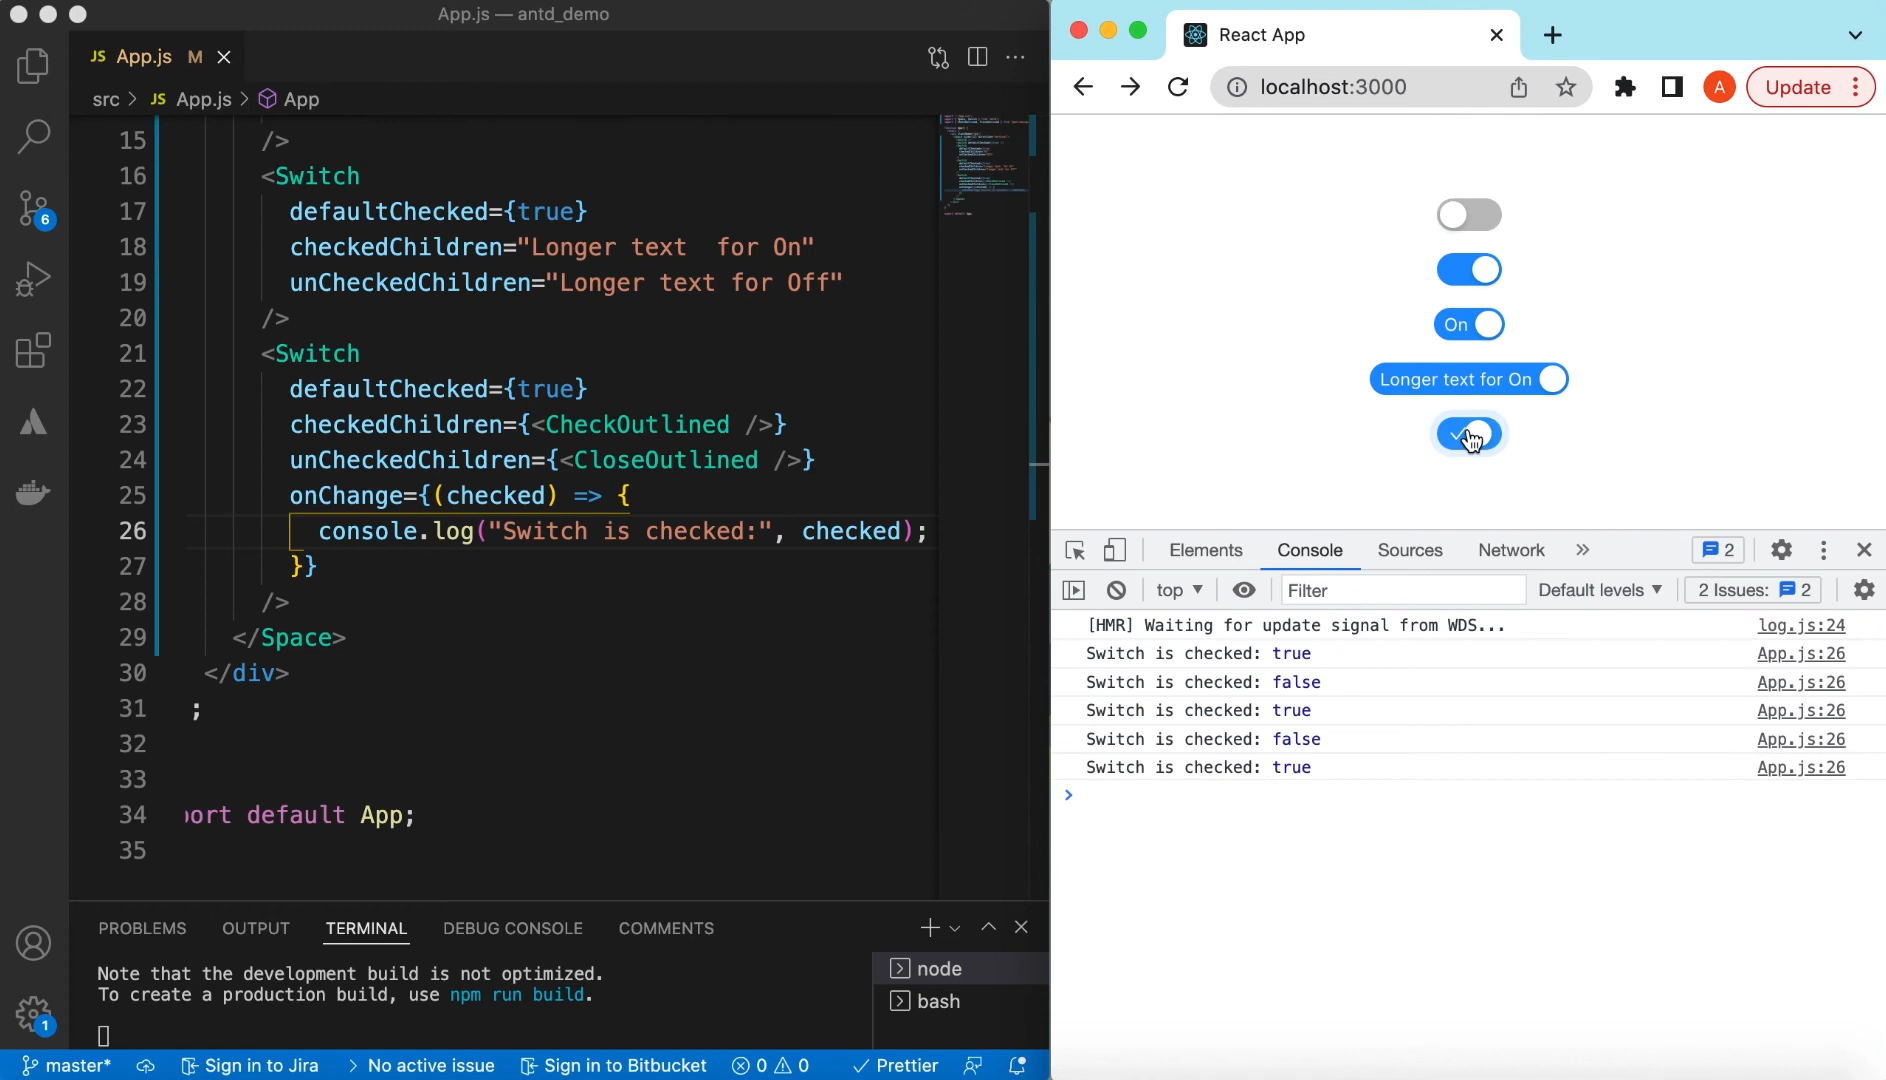 App.js — antd_demo
JS App.js M
src > JS App.js > App
15 />
16 <Switch
17 defaultChecked={true}
18 checkedChildren="Longer text  for On"
19 unCheckedChildren="Longer text for Off"
20 />
21 <Switch
22 defaultChecked={true}
23 checkedChildren={<CheckOutlined />}
24 unCheckedChildren={<CloseOutlined />}
25 onChange={(checked) => {
26 console.log("Switch is checked:", checked);
27 }}
28 />
29 </Space>
30 </div>
31 ;
32
33
34 port default App;
35
6
1
PROBLEMS OUTPUT TERMINAL DEBUG CONSOLE COMMENTS
Note that the development build is not optimized.
To create a production build, use npm run build.
node
bash
master* Sign in to Jira > No active issue Sign in to Bitbucket 0 0 Prettier
React App
localhost:3000 A Update
On
Longer text for On
Elements Console Sources Network » 2
top ▼ Filter Default levels ▼ 2 Issues: 2
[HMR] Waiting for update signal from WDS... log.js:24
Switch is checked: true App.js:26
Switch is checked: false App.js:26
Switch is checked: true App.js:26
Switch is checked: false App.js:26
Switch is checked: true App.js:26
>